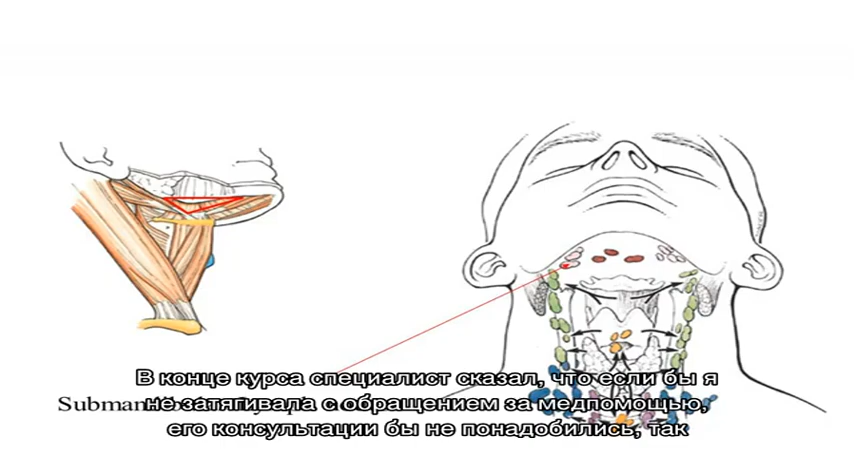 В конце курса специалист сказал, что если бы я
не затягивала с обращением за медпомощью,
его консультации бы не понадобились, так